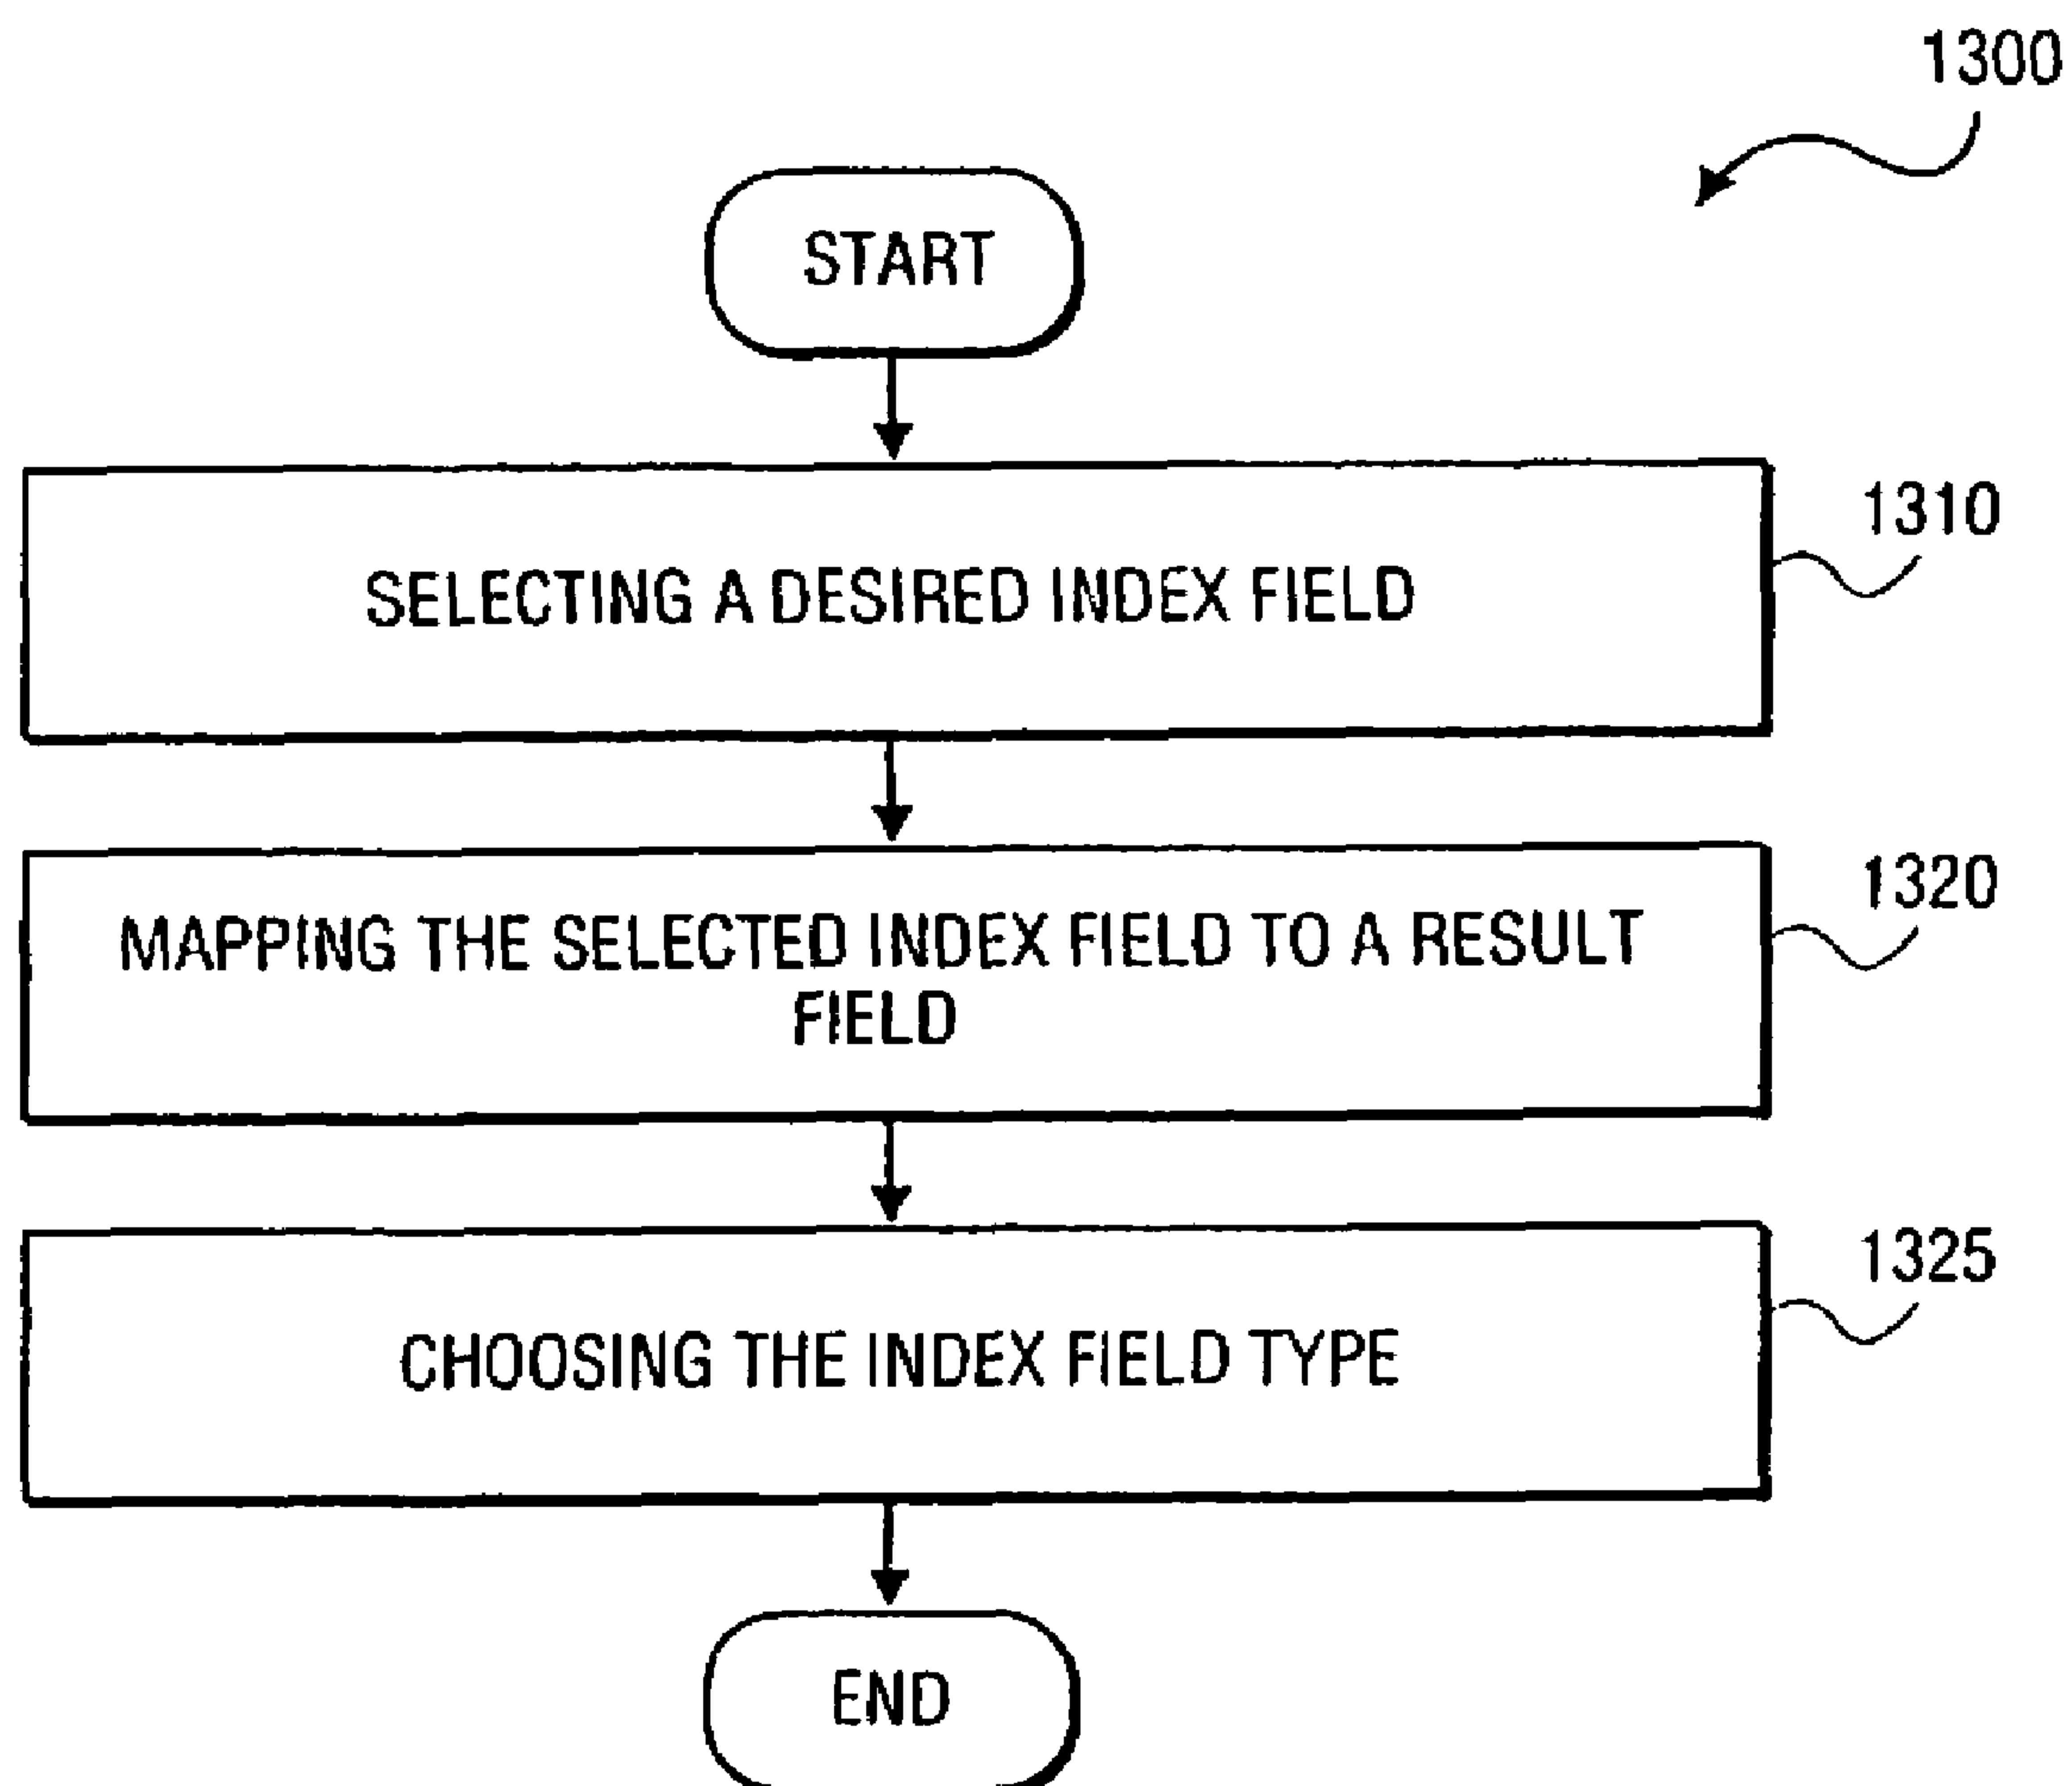 1300
START
SELECTING A DESIRED INDEX FIELD
1310
MAPPING THE SELECTED INDEX FIELD TO A RESULT
FIELD
1320
CHOOSING THE INDEX FIELD TYPE
1325
END